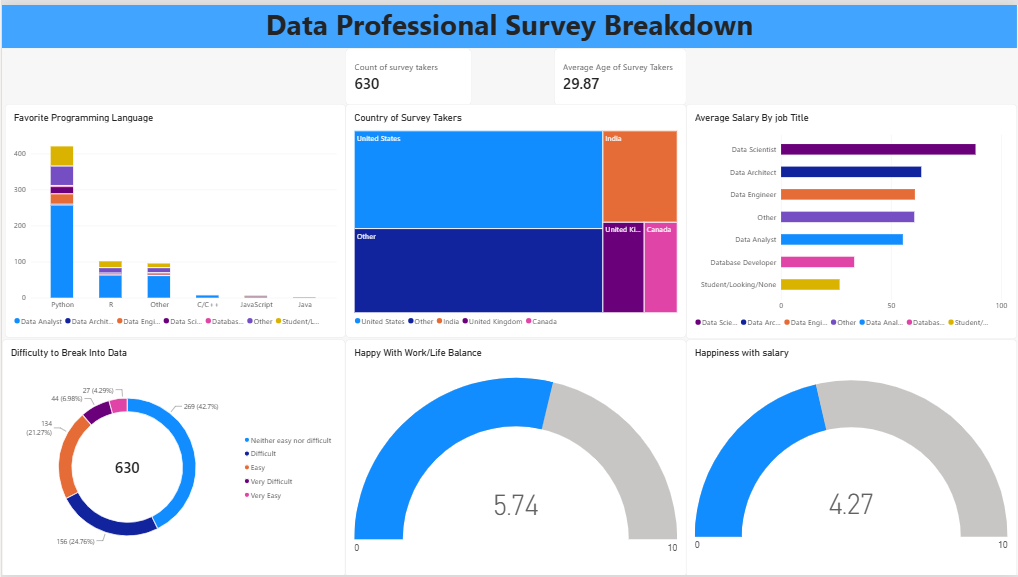 Data Professional Survey Breakdown
Count of survey takers
630
Average Age of Survey Takers
29.87
Favorite Programming Language
400
300
200
100
0
Python R Other C/C++ JavaScript Java
Data Analyst Data Archit... Data Engi... Data Sci... Databas... Other Student/L...
Country of Survey Takers
United States
India
Other
United Ki...
Canada
United States Other India United Kingdom Canada
Average Salary By job Title
Data Scientist
Data Architect
Data Engineer
Other
Data Analyst
Database Developer
Student/Looking/None
0 50 100
Data Scie... Data Arc... Data Engi... Other Data Anal... Databas... Student/...
Difficulty to Break Into Data
27 (4.29%)
44 (6.98%)
134
(21.27%)
269 (42.7%)
630
156 (24.76%)
Neither easy nor difficult
Difficult
Easy
Very Difficult
Very Easy
Happy With Work/Life Balance
5.74
0 10
Happiness with salary
4.27
0 10